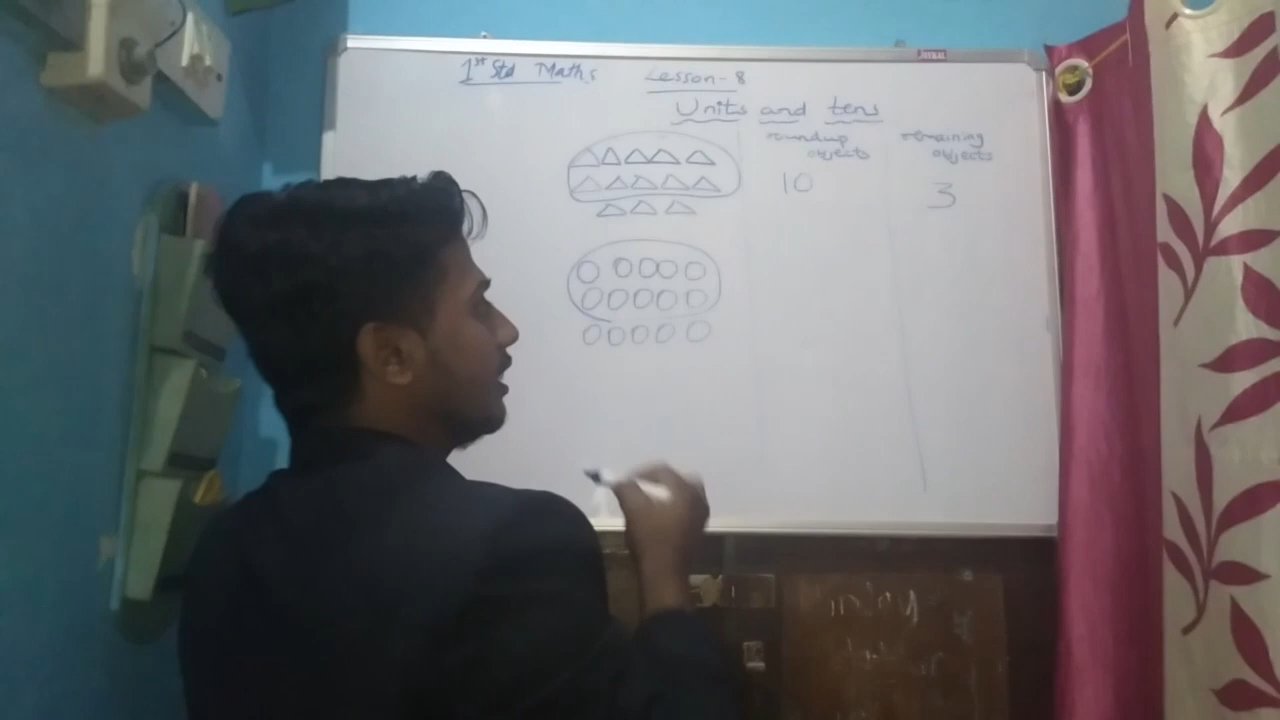 1st Std Maths Lesson-8
Units and tens
roundup objects
remaining objects
10
3